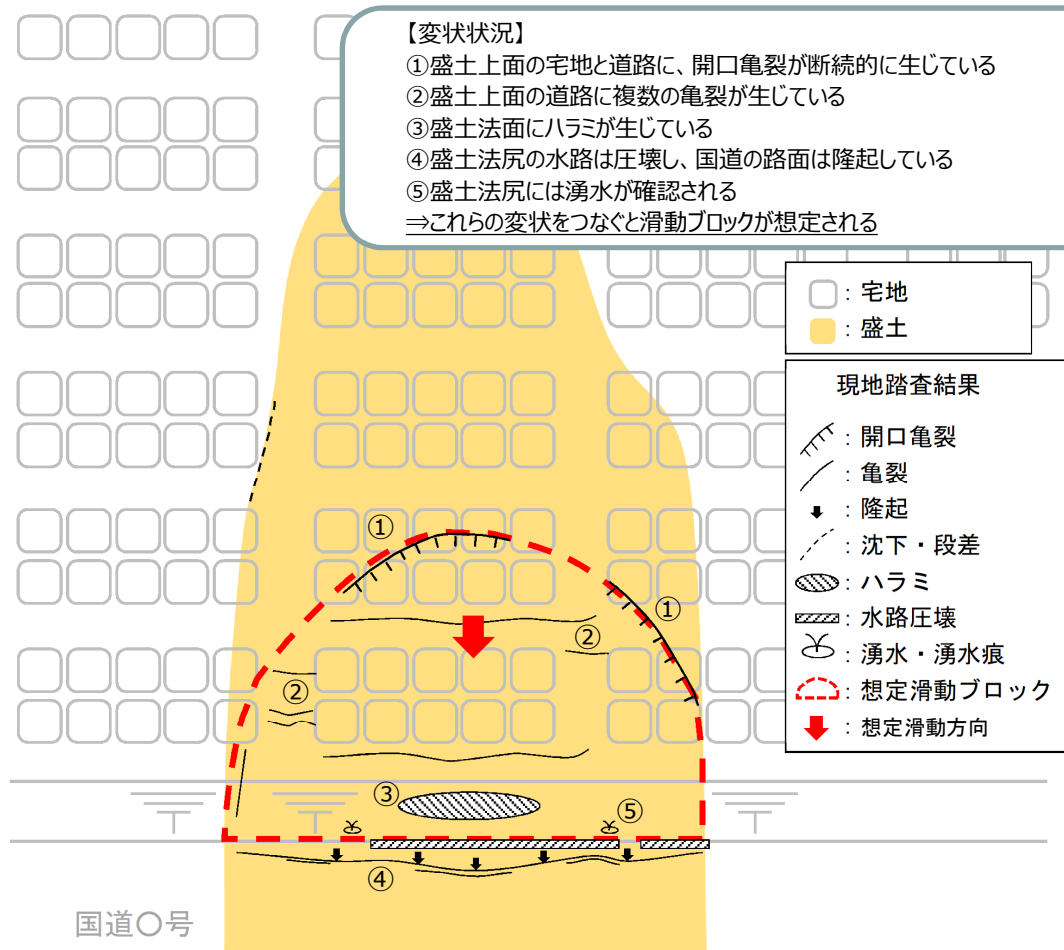 【変状状況】
①盛土上面の宅地と道路に、開口亀裂が断続的に生じている
②盛土上面の道路に複数の亀裂が生じている
③盛土法面にハラミが生じている
④盛土法尻の水路は圧壊し、国道の路面は隆起している
⑤盛土法尻には湧水が確認される
⇒これらの変状をつなぐと滑動ブロックが想定される
：宅地
：盛土
現地踏査結果
：開口亀裂
：亀裂
：隆起
：沈下・段差
：ハラミ
：水路圧壊
：湧水・湧水痕
：想定滑動ブロック
：想定滑動方向
①
①
②
②
③
⑤
④
国道〇号